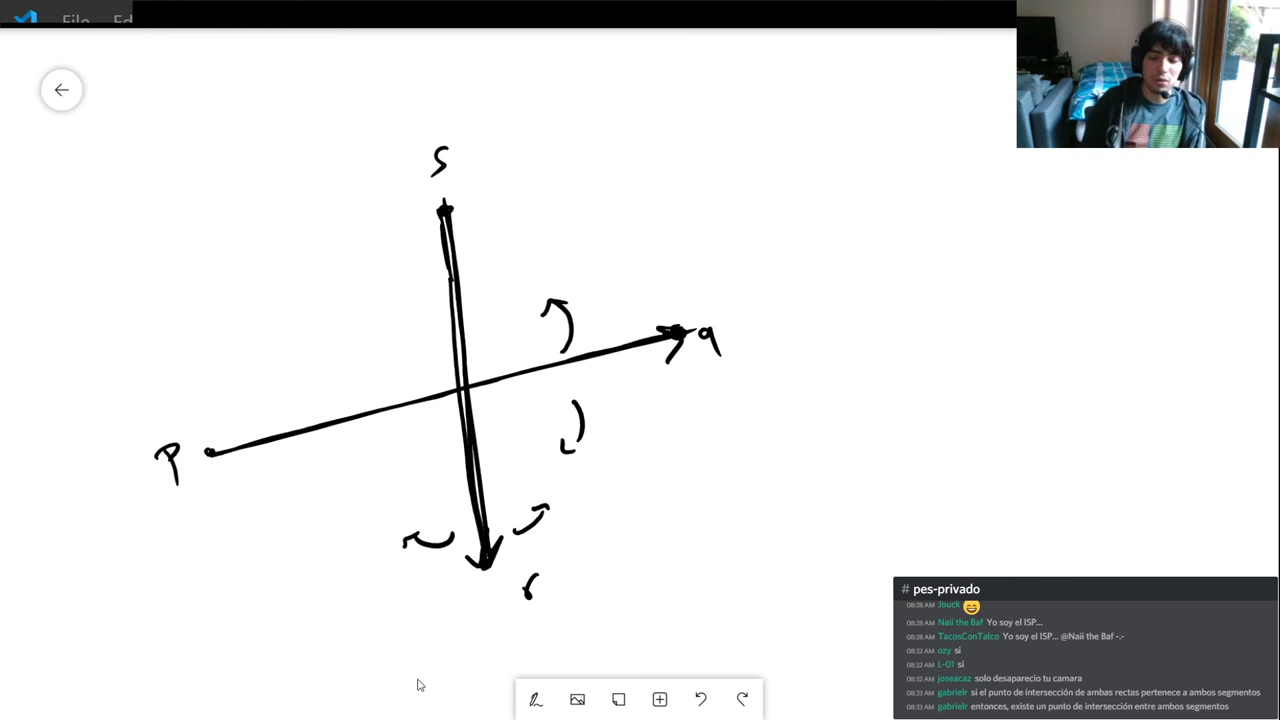 File Ed
S
q
P
r
# pes-privado
08:28 AM Jouck
08:28 AM Naii the Baf Yo soy el ISP...
08:28 AM TacosConTalco Yo soy el ISP... @Naii the Baf -.-
08:32 AM ozy si
08:32 AM L-01 si
08:32 AM joseacaz solo desaparecio tu camara
08:33 AM gabrielr si el punto de intersección de ambas rectas pertenece a ambos segmentos
08:33 AM gabrielr entonces, existe un punto de intersección entre ambos segmentos